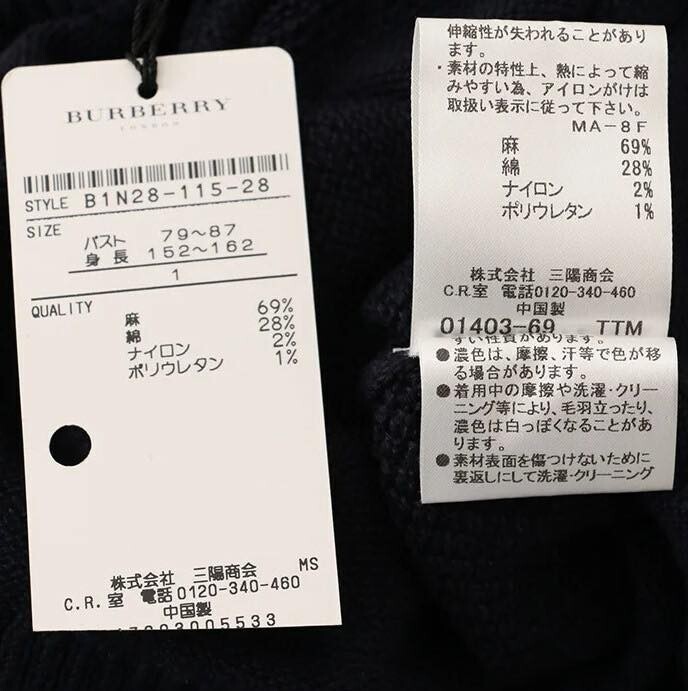 BURBERRY
LONDON
STYLE B1N28-115-28
SIZE
バスト 79~87
身長 152~162
1
QUALITY
麻 69%
綿 28%
ナイロン 2%
ポリウレタン 1%
株式会社 三陽商会 MS
C.R.室 電話0120-340-460
中国製
003005533
伸縮性が失われることがあり
ます。
・素材の特性上、熱によって縮
みやすい為、アイロンがけは
取扱い表示に従って下さい。
MA-8F
麻 69%
綿 28%
ナイロン 2%
ポリウレタン 1%
株式会社 三陽商会
C.R.室 電話0120-340-460
中国製
01403-69 TTM
すい性質があります。
●濃色は、摩擦、汗等で色が移
る場合があります。
●着用中の摩擦や洗濯・クリー
ニング等により、毛羽立ったり、
濃色は白っぽくなることがあ
ります。
●素材表面を傷つけないために
裏返しにして洗濯・クリーニング